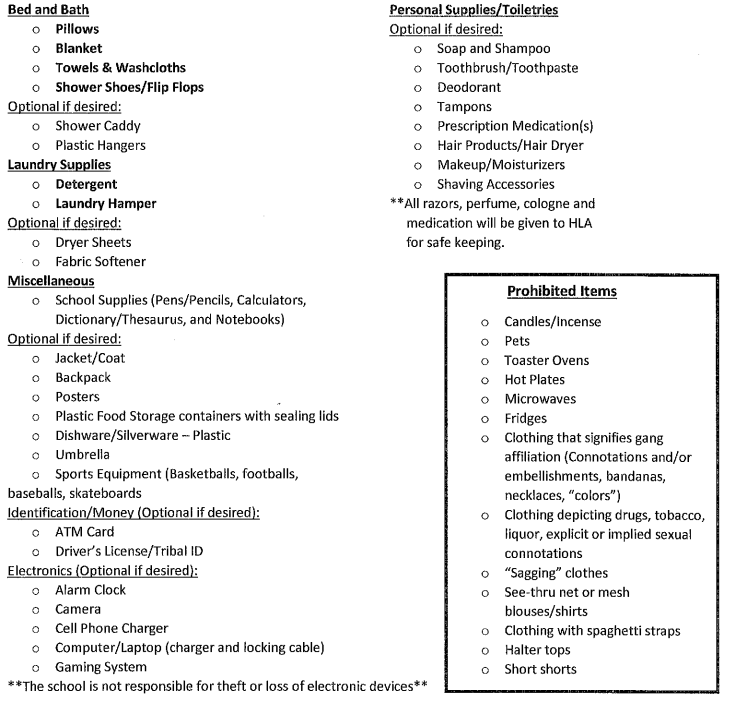 Bed and Bath
o Pillows
o Blanket
o Towels & Washcloths
o Shower Shoes/Flip Flops
Optional if desired:
o Shower Caddy
o Plastic Hangers
Laundry Supplies
o Detergent
o Laundry Hamper
Optional if desired:
o Dryer Sheets
o Fabric Softener
Miscellaneous
o School Supplies (Pens/Pencils, Calculators,
Dictionary/Thesaurus, and Notebooks)
Optional if desired:
o Jacket/Coat
o Backpack
o Posters
o Plastic Food Storage containers with sealing lids
o Dishware/Silverware – Plastic
o Umbrella
o Sports Equipment (Basketballs, footballs,
baseballs, skateboards
Identification/Money (Optional if desired):
o ATM Card
o Driver's License/Tribal ID
Electronics (Optional if desired):
o Alarm Clock
o Camera
o Cell Phone Charger
o Computer/Laptop (charger and locking cable)
o Gaming System
**The school is not responsible for theft or loss of electronic devices**
Personal Supplies/Toiletries
Optional if desired:
o Soap and Shampoo
o Toothbrush/Toothpaste
o Deodorant
o Tampons
o Prescription Medication(s)
o Hair Products/Hair Dryer
o Makeup/Moisturizers
o Shaving Accessories
**All razors, perfume, cologne and
medication will be given to HLA
for safe keeping.
Prohibited Items
o Candles/Incense
o Pets
o Toaster Ovens
o Hot Plates
o Microwaves
o Fridges
o Clothing that signifies gang
affiliation (Connotations and/or
embellishments, bandanas,
necklaces, "colors")
o Clothing depicting drugs, tobacco,
liquor, explicit or implied sexual
connotations
o "Sagging" clothes
o See-thru net or mesh
blouses/shirts
o Clothing with spaghetti straps
o Halter tops
o Short shorts